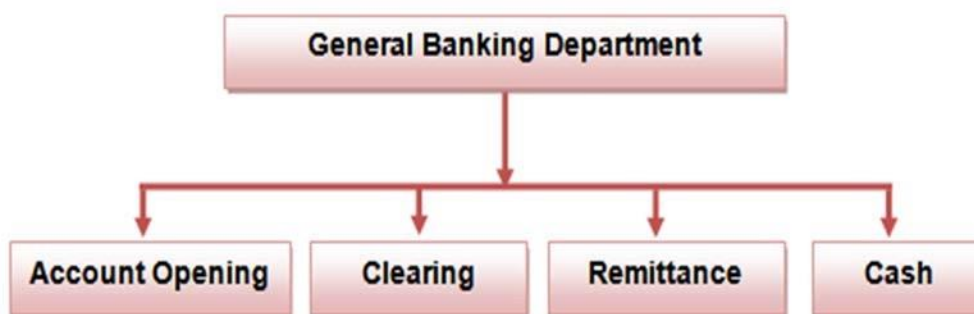 General Banking Department
Account Opening
Clearing
Remittance
Cash